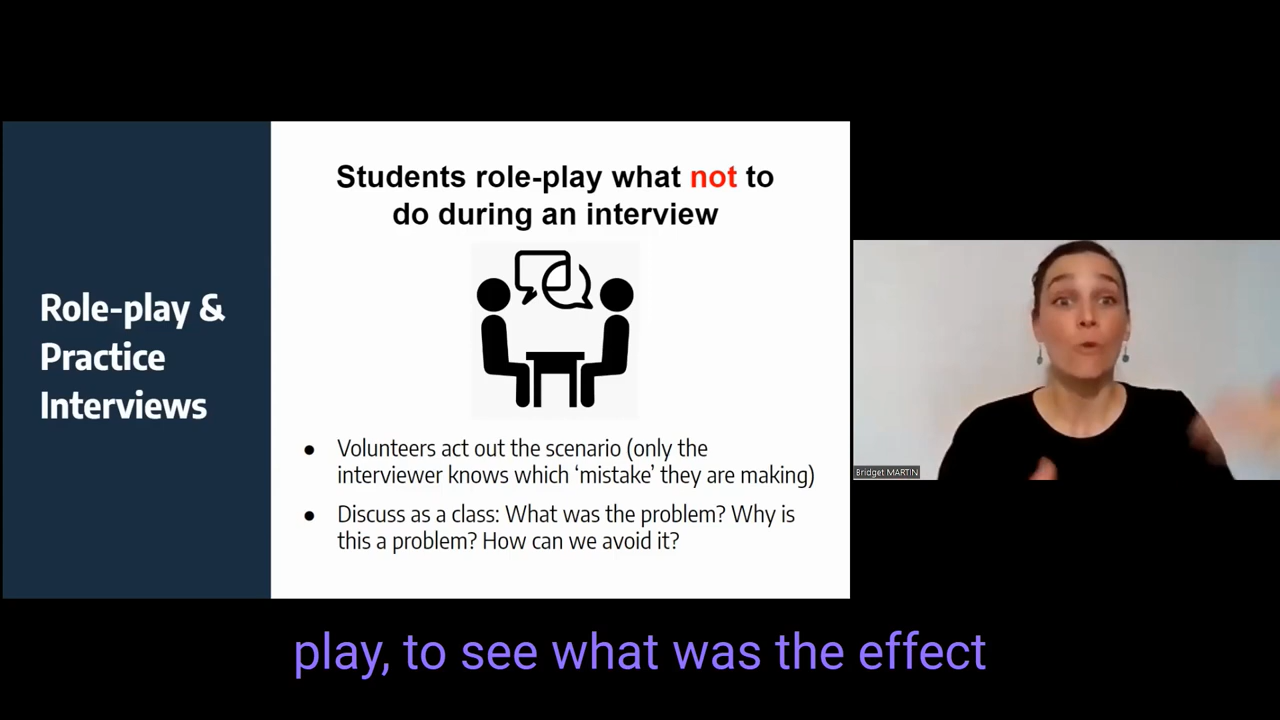 Role-play &
Practice
Interviews
Students role-play what not to
do during an interview
● Volunteers act out the scenario (only the
interviewer knows which ‘mistake’ they are making)
● Discuss as a class: What was the problem? Why is
this a problem? How can we avoid it?
Bridget MARTIN
play, to see what was the effect